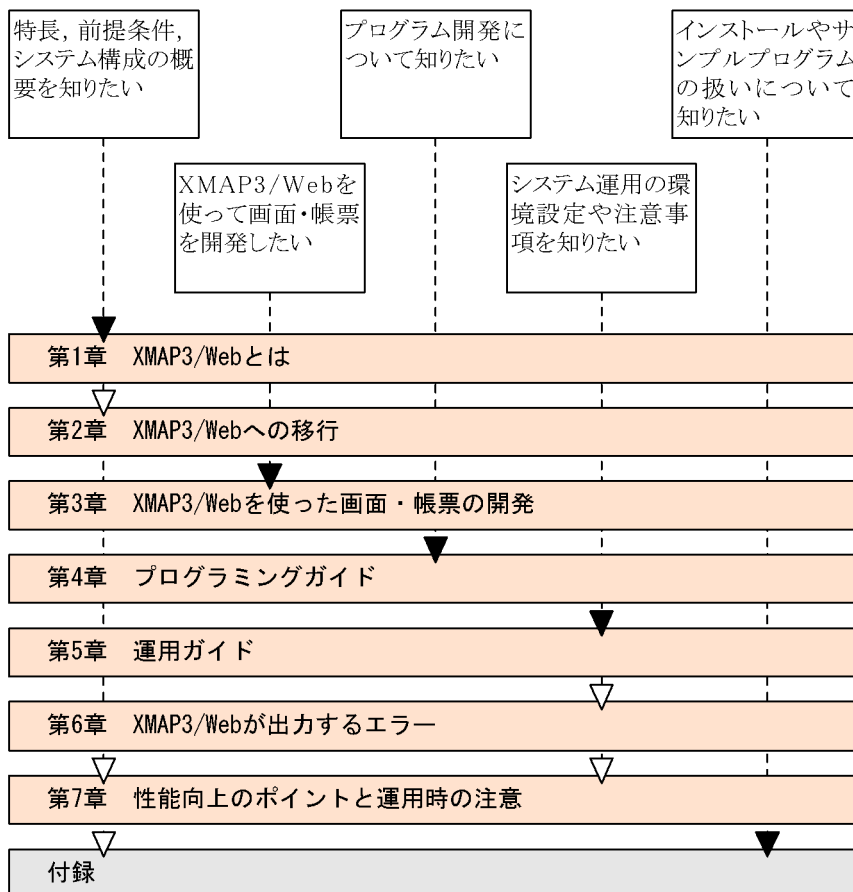 特長，前提条件，
システム構成の概
要を知りたい
プログラム開発に
ついて知りたい
インストールやサ
ンプルプログラム
の扱いについて
知りたい
XMAP3/Webを
使って画面・帳票
を開発したい
システム運用の環
境設定や注意事
項を知りたい
第1章　XMAP3/Webとは
第2章　XMAP3/Webへの移行
第3章　XMAP3/Webを使った画面・帳票の開発
第4章　プログラミングガイド
第5章　運用ガイド
第6章　XMAP3/Webが出力するエラー
第7章　性能向上のポイントと運用時の注意
付録